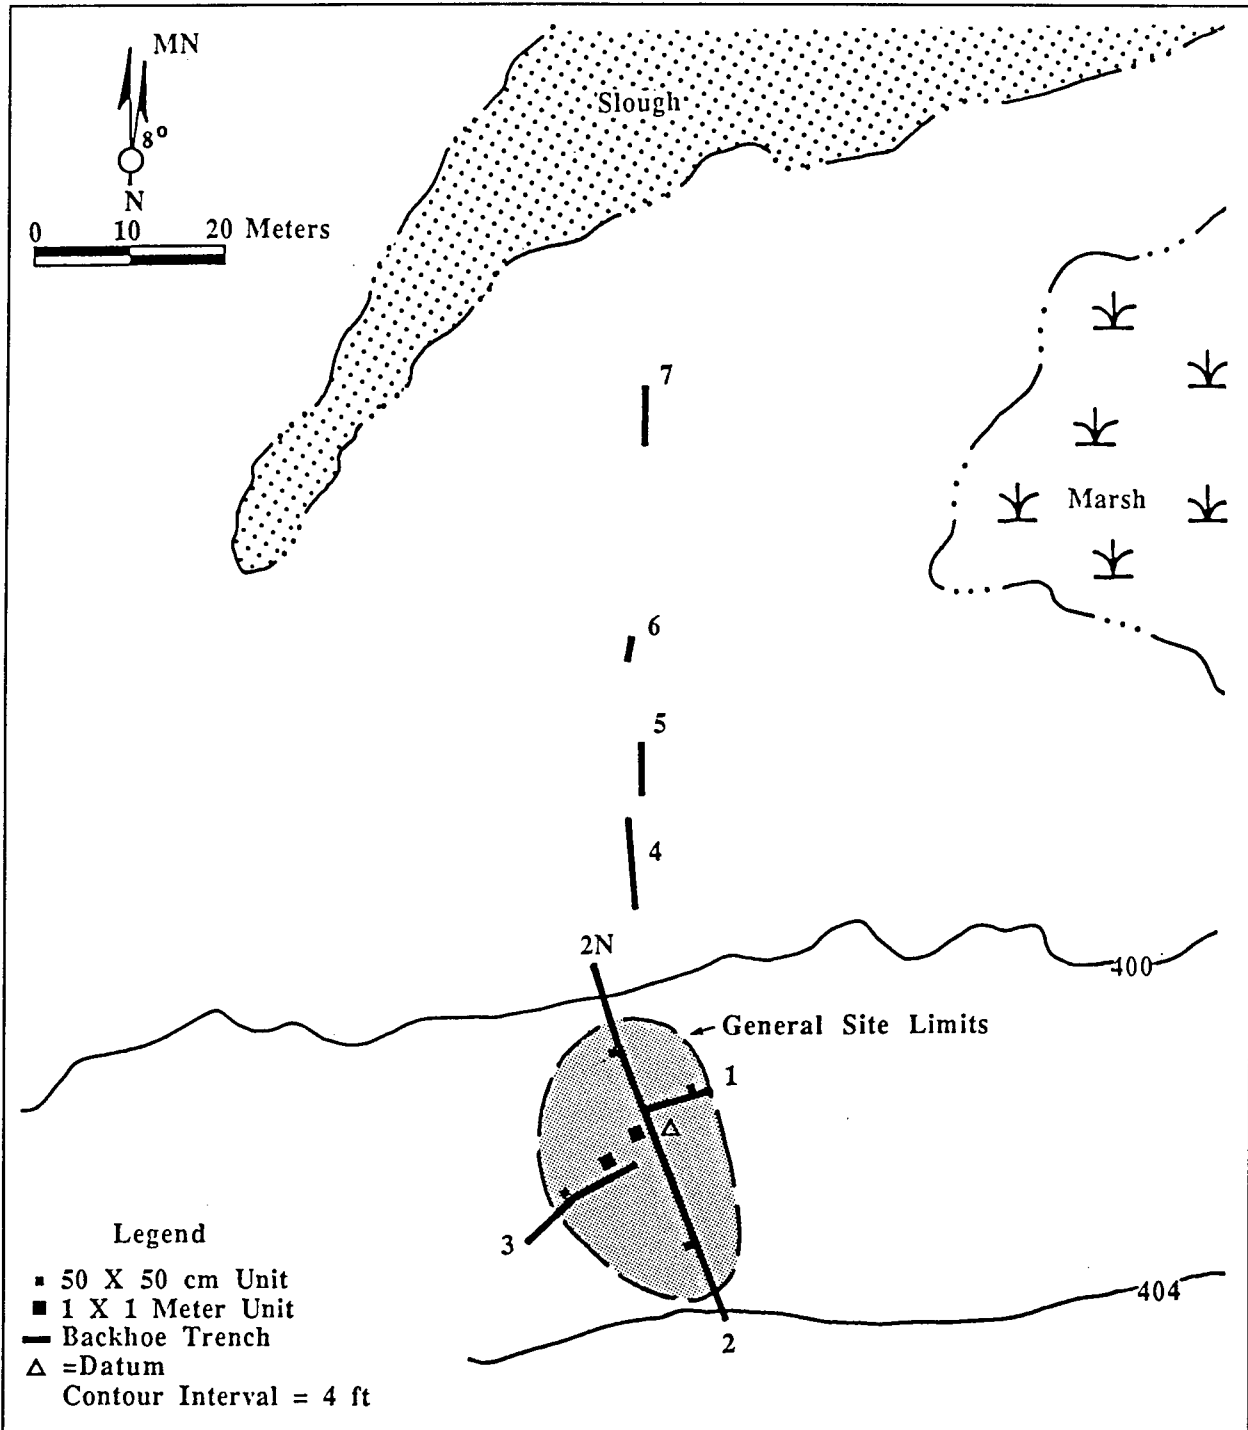 MN
Slough
8°
N
0 10 20 Meters
7
Marsh
6
5
4
2N
400
General Site Limits
1
3
Legend
50 X 50 cm Unit
1 X 1 Meter Unit
404
Backhoe Trench
2
=Datum
Contour Interval = 4 ft